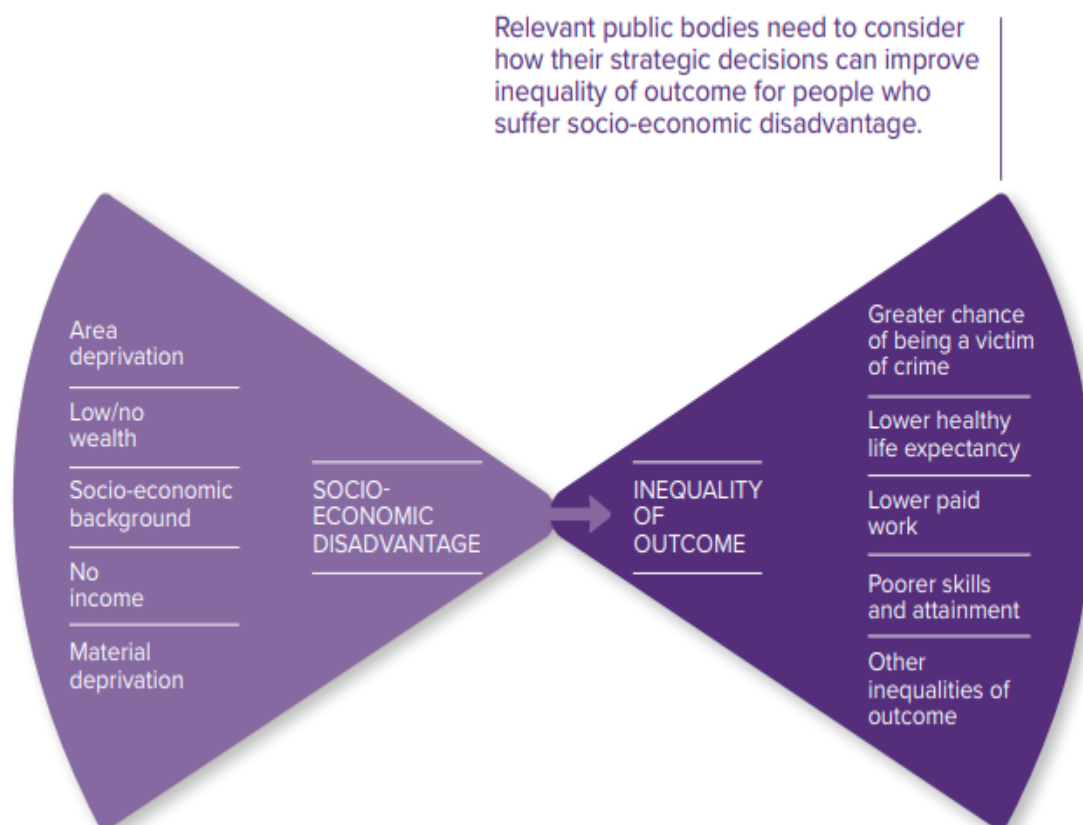 Relevant public bodies need to consider
how their strategic decisions can improve
inequality of outcome for people who
suffer socio-economic disadvantage.
Area
deprivation
Low/no
wealth
Socio-economic
background
No
income
Material
deprivation
SOCIO-
ECONOMIC
DISADVANTAGE
INEQUALITY
OF
OUTCOME
Greater chance
of being a victim
of crime
Lower healthy
life expectancy
Lower paid
work
Poorer skills
and attainment
Other
inequalities of
outcome